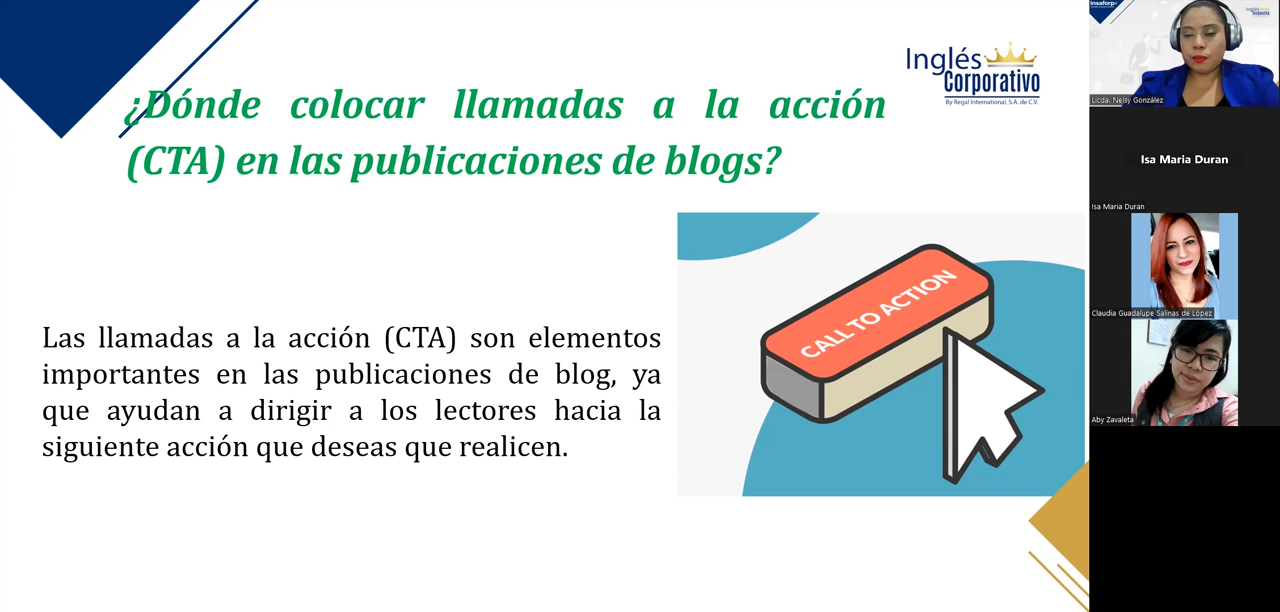 ¿Dónde colocar llamadas a la acción
(CTA) en las publicaciones de blogs?
Inglés
Corporativo
By Regal International, S.A. de C.V.
Las llamadas a la acción (CTA) son elementos
importantes en las publicaciones de blog, ya
que ayudan a dirigir a los lectores hacia la
siguiente acción que deseas que realicen.
CALL TO ACTION
Insaforp
Licda. Nelsy González
Isa Maria Duran
Isa Maria Duran
Claudia Guadalupe Salinas de López
Aby Zavaleta